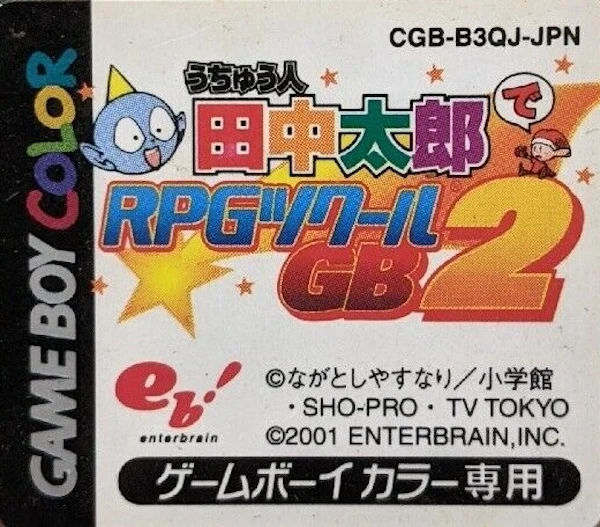 CGB-B3QJ-JPN
GAME BOY COLOR
うちゅう人
田中太郎で
RPGツクール
GB2
eb!
enterbrain
©ながとしやすなり／小学館
・SHO-PRO・TV TOKYO
©2001 ENTERBRAIN,INC.
ゲームボーイ カラー専用